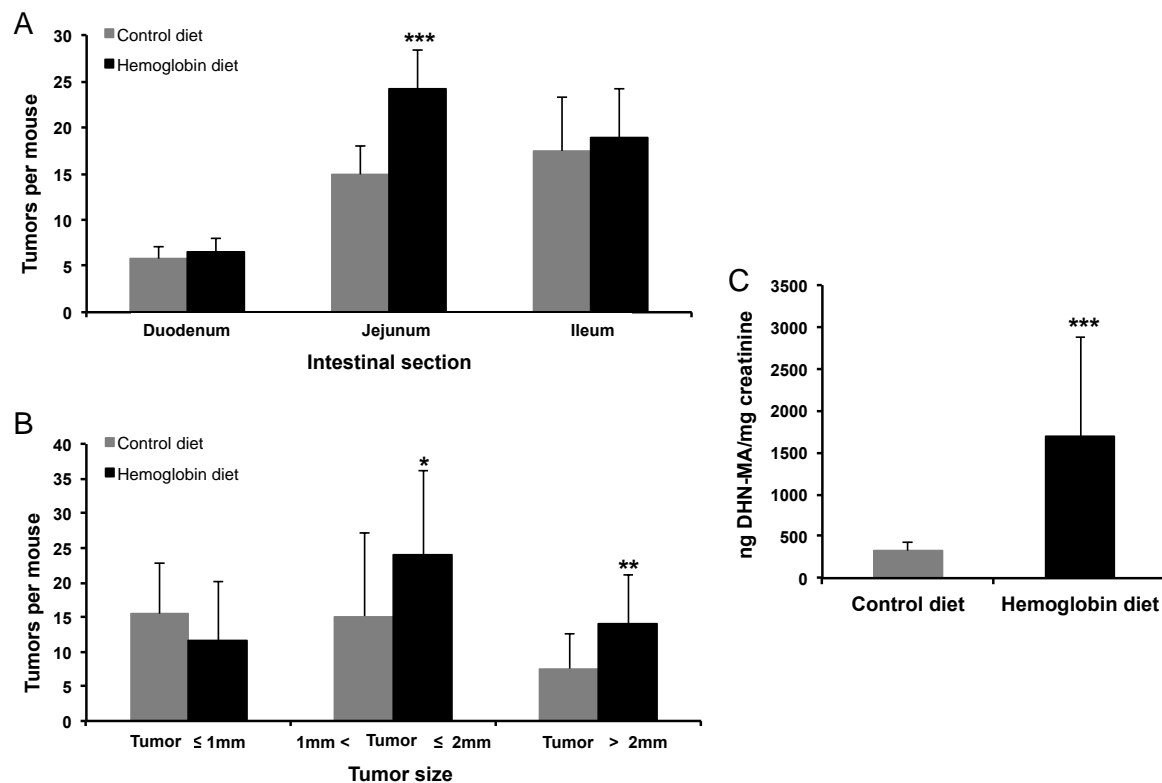 A
Control diet
Hemoglobin diet
Tumors per mouse
30
25
20
15
10
5
0
***
Duodenum Jejunum Ileum
Intestinal section
B
Control diet
Hemoglobin diet
Tumors per mouse
40
35
30
25
20
15
10
5
0
*
**
Tumor ≤ 1mm 1mm < Tumor ≤ 2mm Tumor > 2mm
Tumor size
C
ng DHN-MA/mg creatinine
3500
3000
2500
2000
1500
1000
500
0
***
Control diet Hemoglobin diet